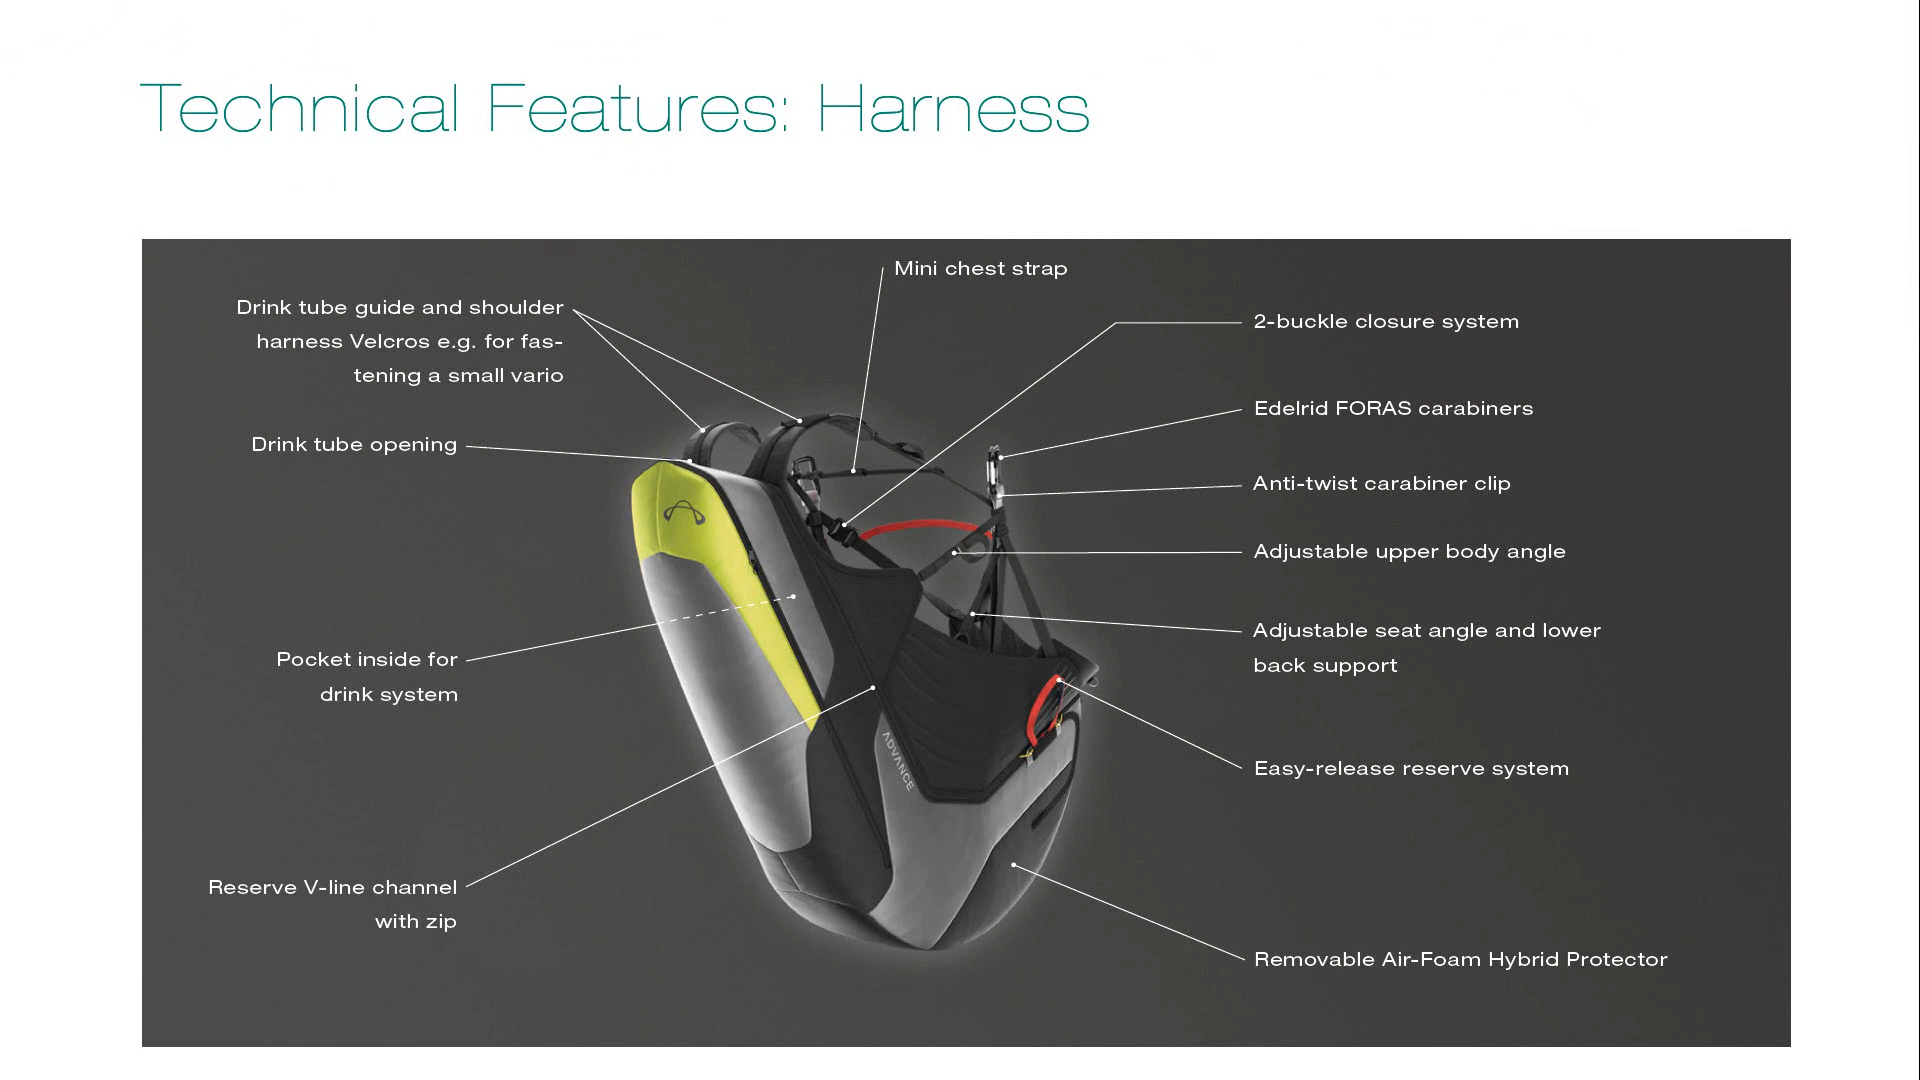 Technical Features: Harness
Mini chest strap
Drink tube guide and shoulder
harness Velcros e.g. for fas-
tening a small vario
2-buckle closure system
Edelrid FORAS carabiners
Drink tube opening
Anti-twist carabiner clip
Adjustable upper body angle
Adjustable seat angle and lower
back support
Pocket inside for
drink system
ADVANCE
Easy-release reserve system
Reserve V-line channel
with zip
Removable Air-Foam Hybrid Protector